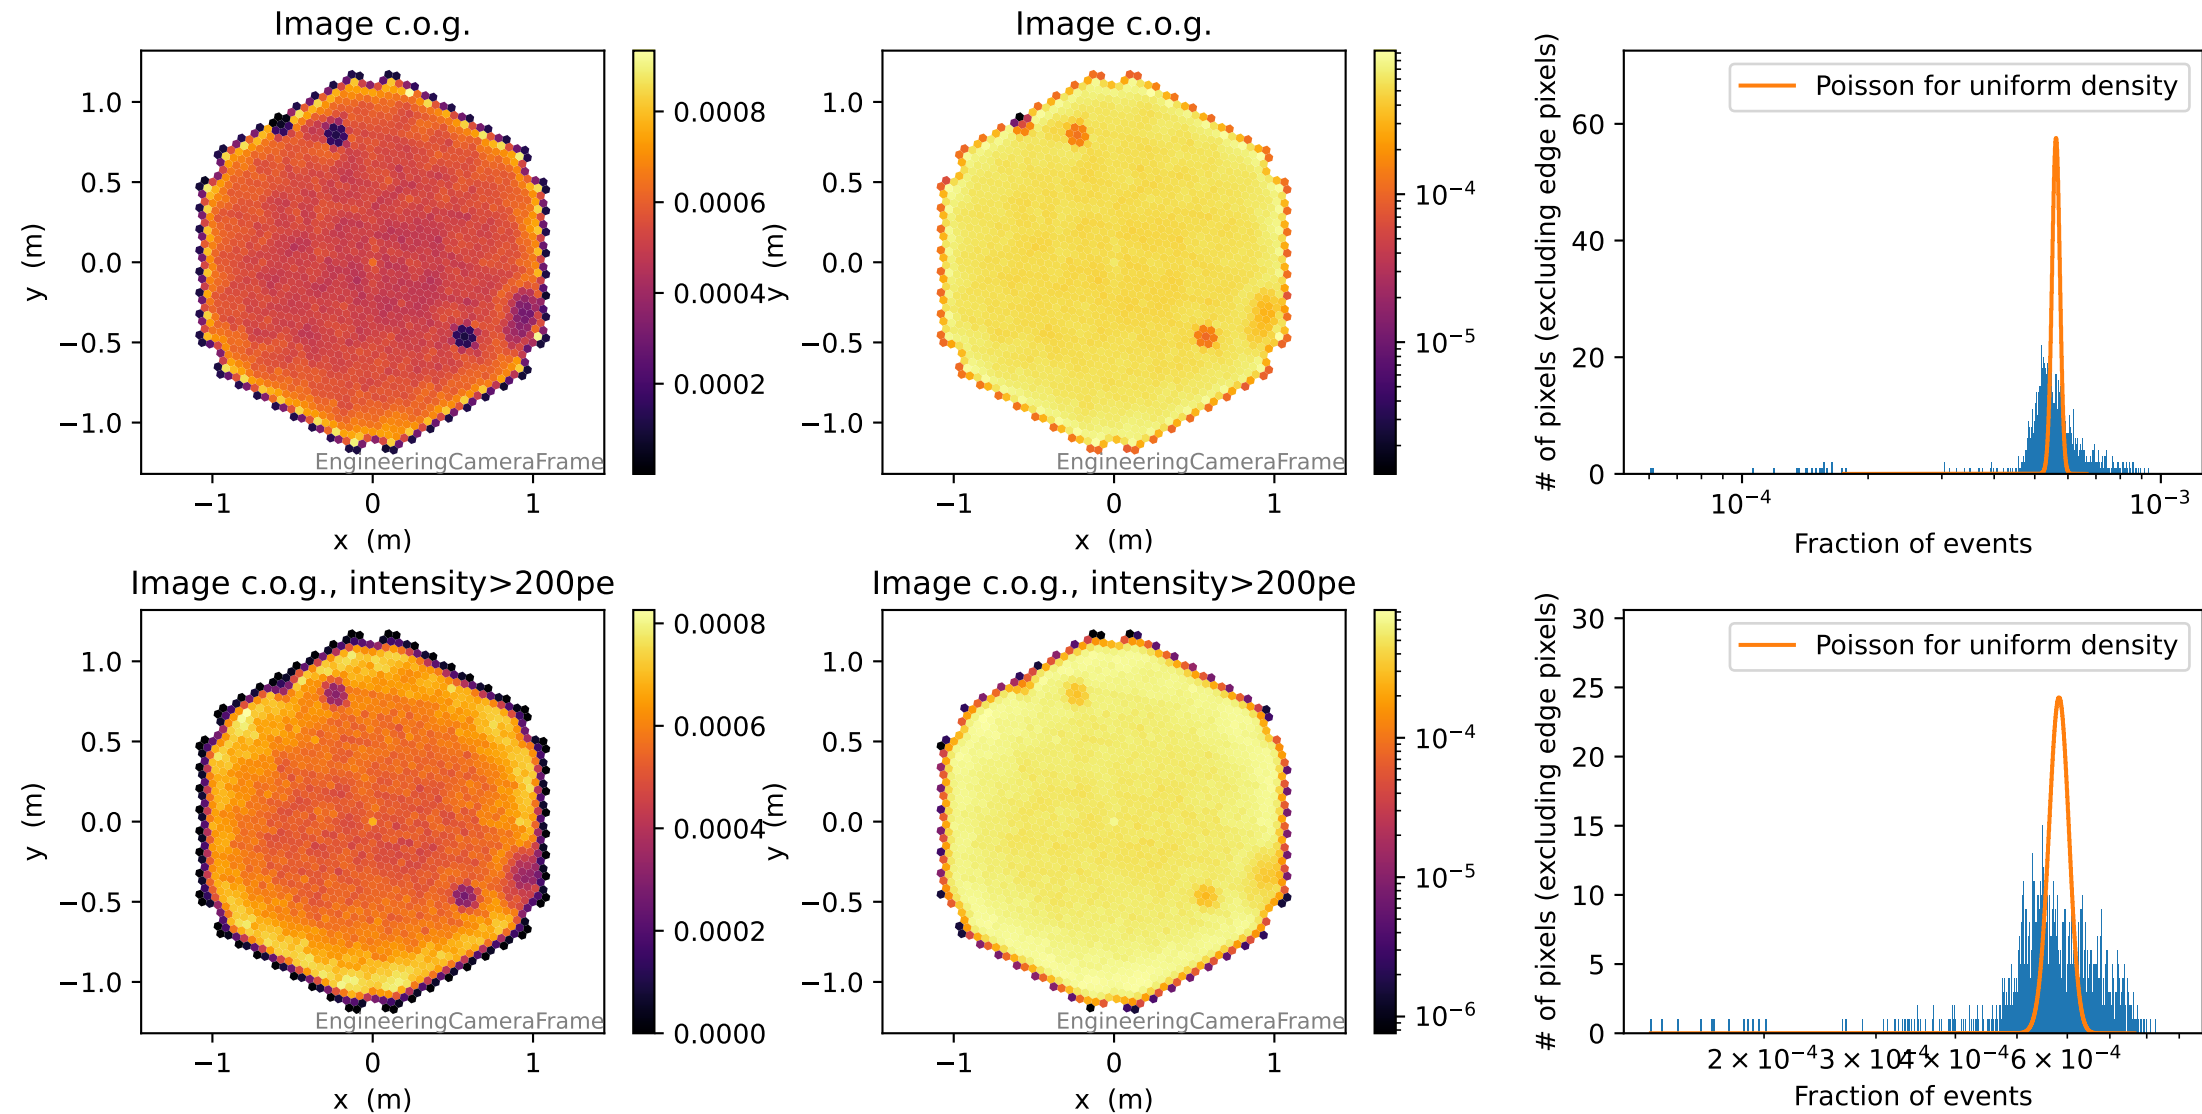 Image c.o.g.
Image c.o.g.
1.0
0.5
0.0
−0.5
−1.0
y (m)
−1
0
1
x (m)
EngineeringCameraFrame
0.0008
0.0006
0.0004
0.0002
1.0
0.5
0.0
−0.5
−1.0
y (m)
−1
0
1
x (m)
EngineeringCameraFrame
10⁻⁴
10⁻⁵
# of pixels (excluding edge pixels)
60
40
20
0
Poisson for uniform density
10⁻⁴
10⁻³
Fraction of events
Image c.o.g., intensity>200pe
Image c.o.g., intensity>200pe
1.0
0.5
0.0
−0.5
−1.0
y (m)
−1
0
1
x (m)
EngineeringCameraFrame
0.0008
0.0006
0.0004
0.0002
0.0000
1.0
0.5
0.0
−0.5
−1.0
y (m)
−1
0
1
x (m)
EngineeringCameraFrame
10⁻⁴
10⁻⁵
10⁻⁶
# of pixels (excluding edge pixels)
30
25
20
15
10
5
0
Poisson for uniform density
2 × 10⁻⁴
3 × 10⁻⁴
4 × 10⁻⁴
6 × 10⁻⁴
Fraction of events